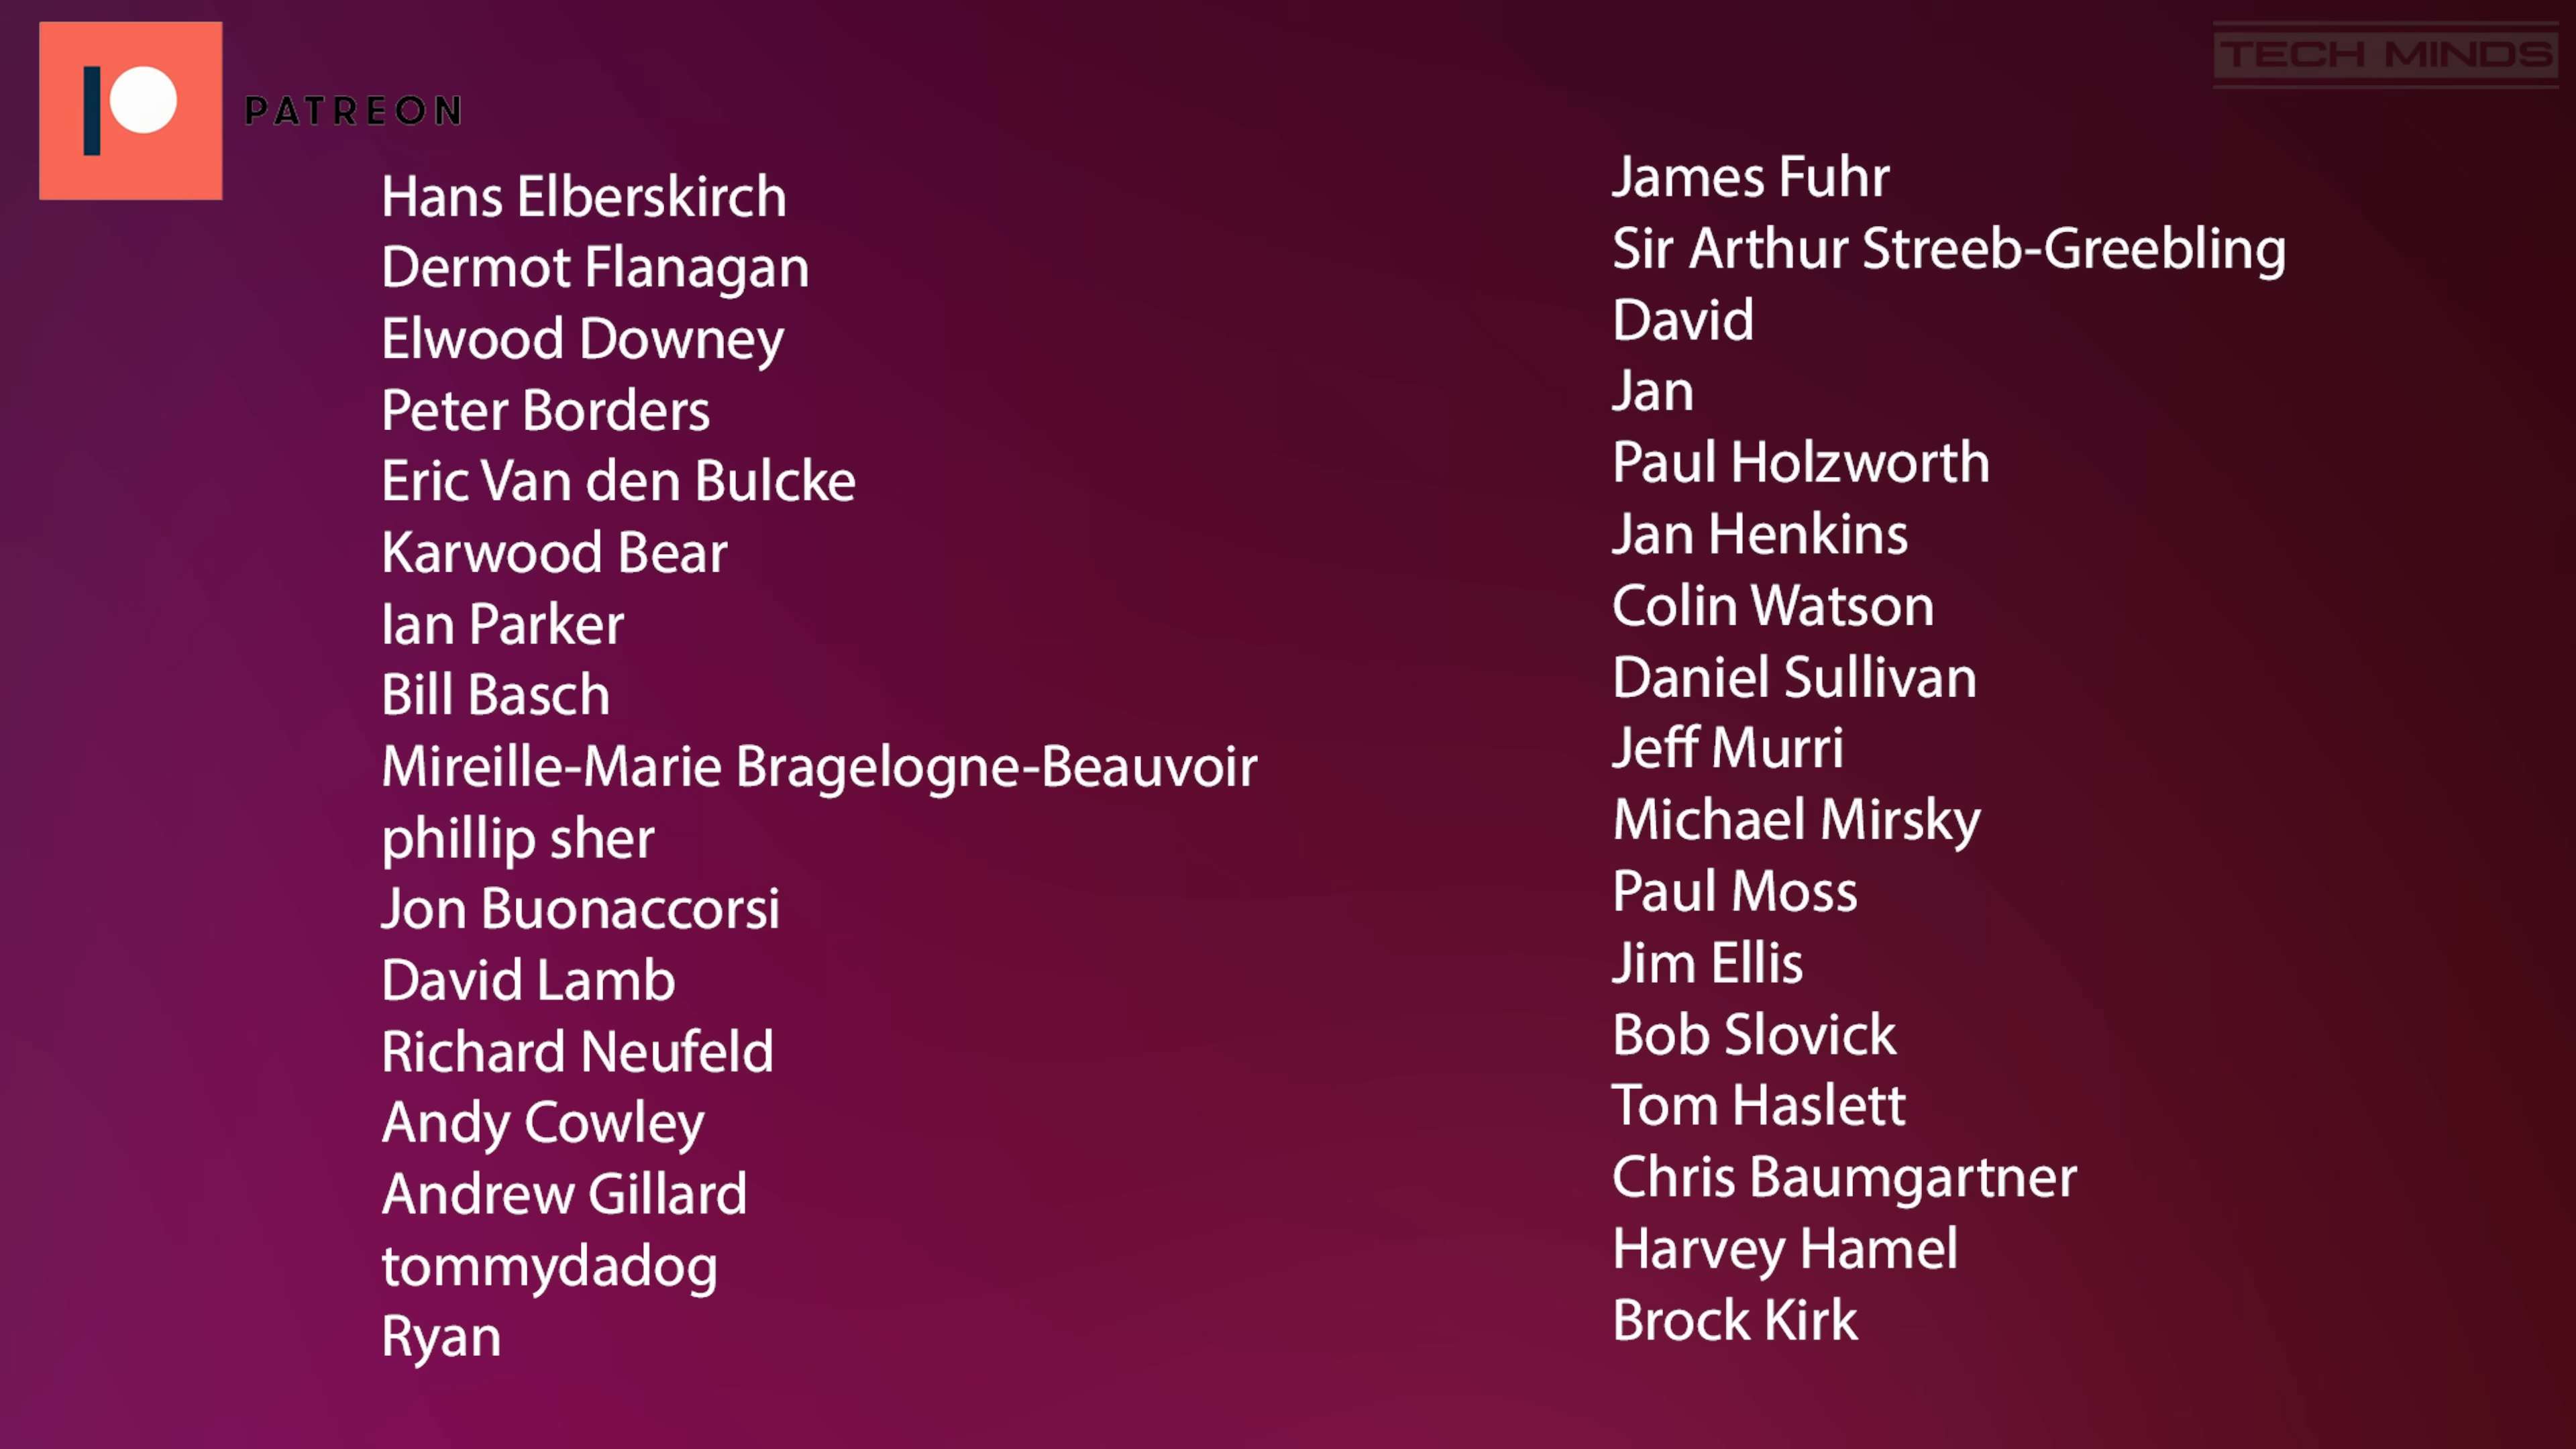 PATREON
TECH MINDS
Hans Elberskirch
Dermot Flanagan
Elwood Downey
Peter Borders
Eric Van den Bulcke
Karwood Bear
Ian Parker
Bill Basch
Mireille-Marie Bragelogne-Beauvoir
phillip sher
Jon Buonaccorsi
David Lamb
Richard Neufeld
Andy Cowley
Andrew Gillard
tommydadog
Ryan
James Fuhr
Sir Arthur Streeb-Greebling
David
Jan
Paul Holzworth
Jan Henkins
Colin Watson
Daniel Sullivan
Jeff Murri
Michael Mirsky
Paul Moss
Jim Ellis
Bob Slovick
Tom Haslett
Chris Baumgartner
Harvey Hamel
Brock Kirk